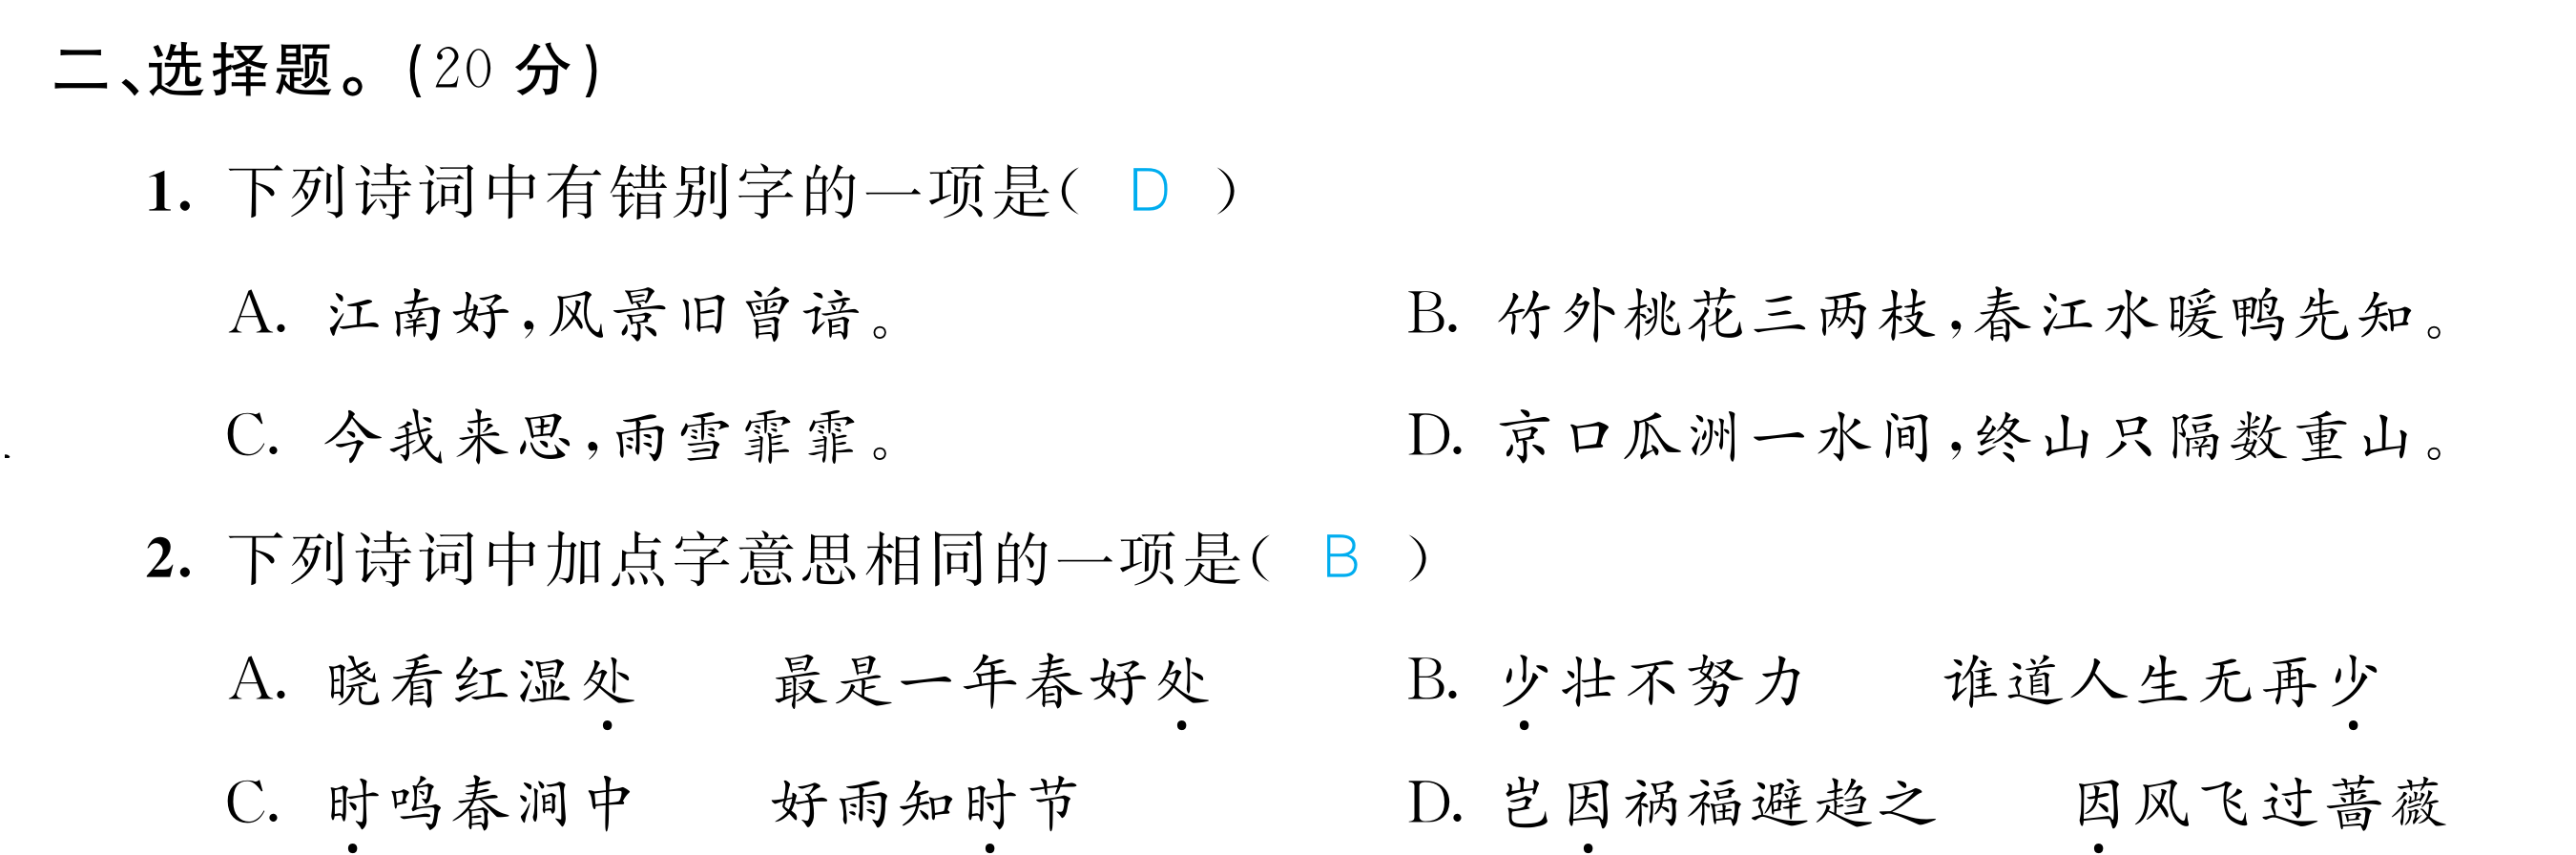 二、选择题。(20 分)
1. 下列诗词中有错别字的一项是( D )
A. 江南好,风景旧曾谙。 B. 竹外桃花三两枝,春江水暖鸭先知。
C. 今我来思,雨雪霏霏。 D. 京口瓜洲一水间,终山只隔数重山。
2. 下列诗词中加点字意思相同的一项是( B )
A. 晓看红湿处 最是一年春好处 B. 少壮不努力 谁道人生无再少
C. 时鸣春涧中 好雨知时节 D. 岂因祸福避趋之 因风飞过蔷薇